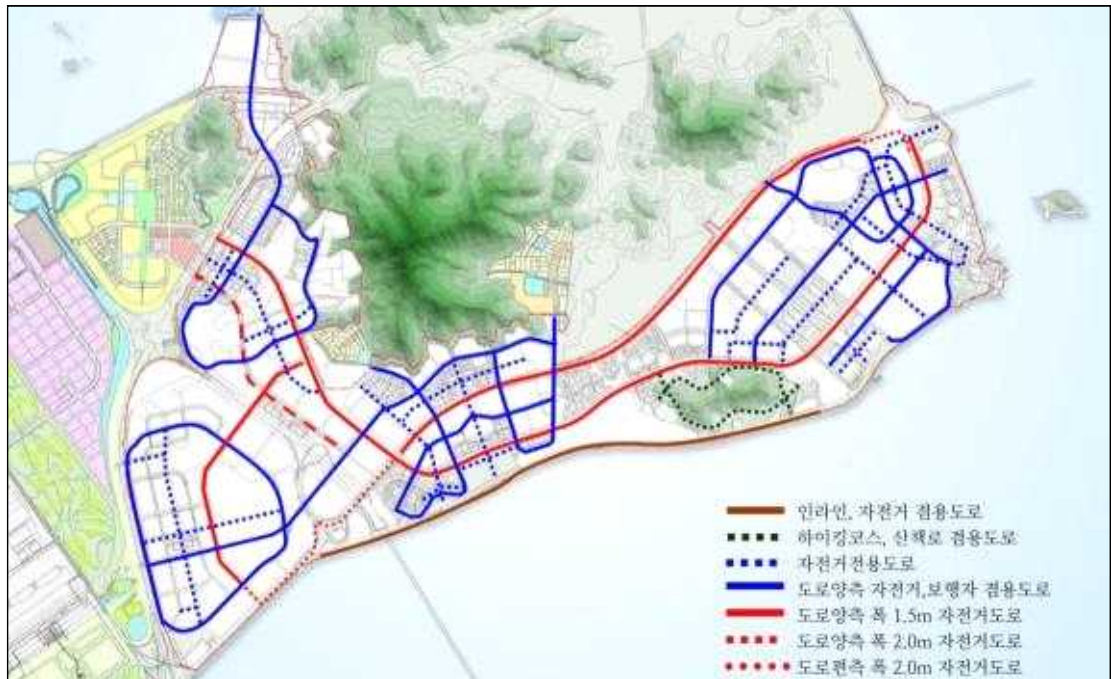 인라인, 자전거 겸용도로
하이킹코스, 산책로 겸용도로
자전거전용도로
도로양측 자전거,보행자 겸용도로
도로양측 폭 1.5m 자전거도로
도로양측 폭 2.0m 자전거도로
도로편측 폭 2.0m 자전거도로